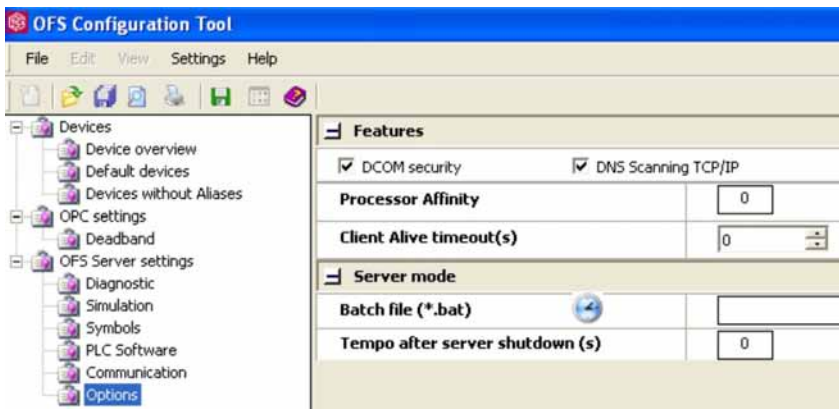 OFS Configuration Tool
File Edit View Settings Help
Devices
Device overview
Default devices
Devices without Aliases
OPC settings
Deadband
OFS Server settings
Diagnostic
Simulation
Symbols
PLC Software
Communication
Options
Features
DCOM security DNS Scanning TCP/IP
Processor Affinity 0
Client Alive timeout(s) 0
Server mode
Batch file (*.bat)
Tempo after server shutdown (s) 0